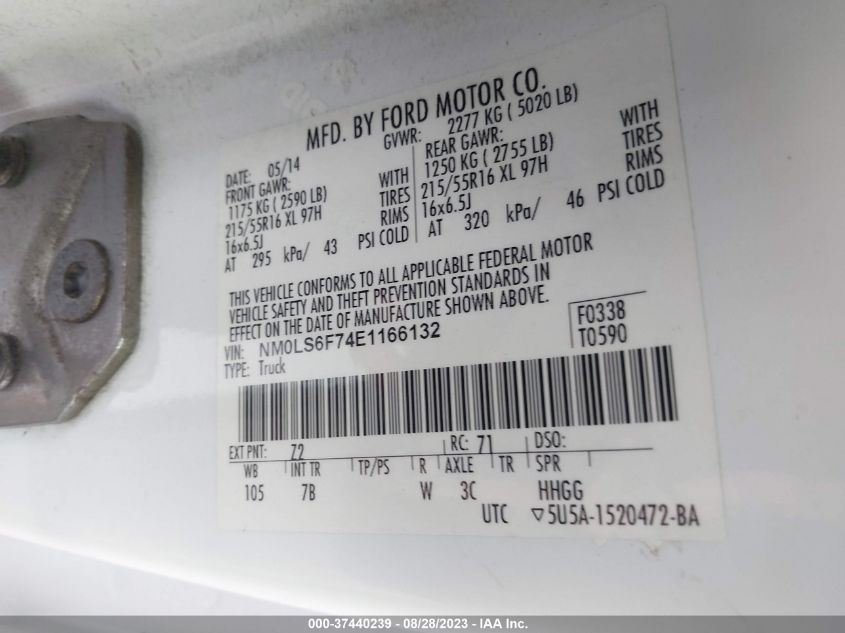 MFD. BY FORD MOTOR CO.
DATE: 05/14 GVWR: 2277 KG ( 5020 LB)
FRONT GAWR: REAR GAWR:
1175 KG ( 2590 LB) WITH 1250 KG ( 2755 LB) WITH
215/55R16 XL 97H TIRES 215/55R16 XL 97H TIRES
16x6.5J RIMS 16x6.5J RIMS
AT 295 kPa/ 43 PSI COLD AT 320 kPa/ 46 PSI COLD
THIS VEHICLE CONFORMS TO ALL APPLICABLE FEDERAL MOTOR
VEHICLE SAFETY AND THEFT PREVENTION STANDARDS IN
EFFECT ON THE DATE OF MANUFACTURE SHOWN ABOVE.
VIN: NM0LS6F74E1166132 F0338
TYPE: Truck T0590
EXT PNT: Z2 RC: 71 DSO:
WB INT TR TP/PS R AXLE TR SPR
105 7B W 3C HHGG
UTC ▽5U5A-1520472-BA
000-37440239 - 08/28/2023 - IAA Inc.